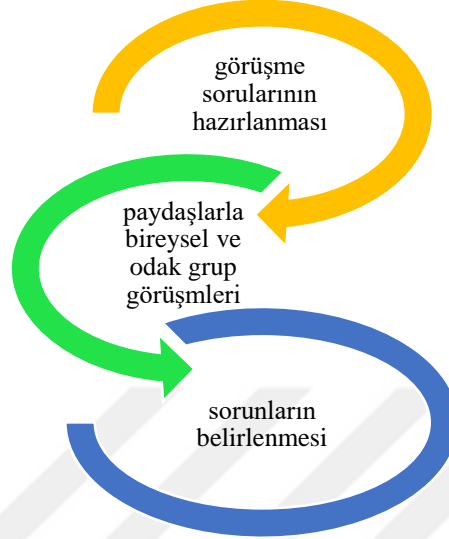 görüşme
sorularının
hazırlanması
paydaşlarla
bireysel ve
odak grup
görüşmleri
sorunların
belirlenmesi